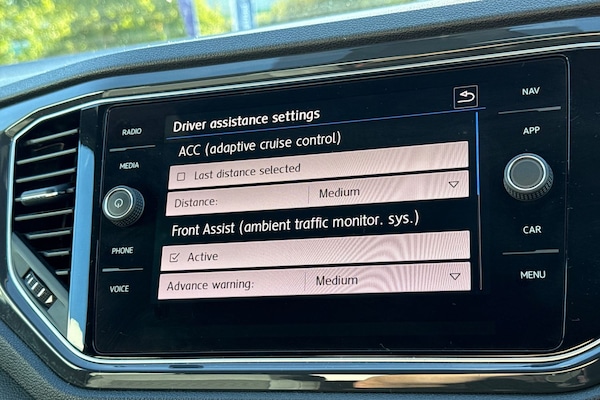 Driver assistance settings
ACC (adaptive cruise control)
Last distance selected
Distance: Medium
Front Assist (ambient traffic monitor. sys.)
Active
Advance warning: Medium
RADIO
MEDIA
PHONE
VOICE
NAV
APP
CAR
MENU